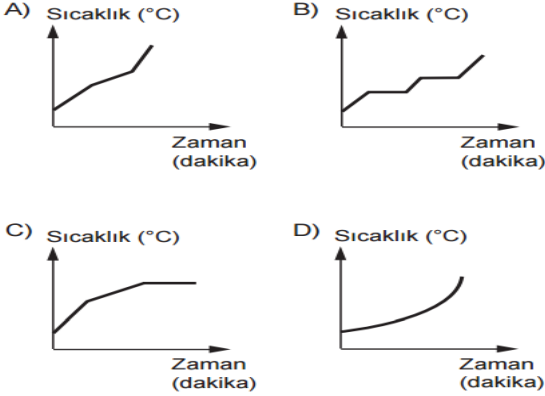 A) Sıcaklık (°C)
Zaman
(dakika)
B) Sıcaklık (°C)
Zaman
(dakika)
C) Sıcaklık (°C)
Zaman
(dakika)
D) Sıcaklık (°C)
Zaman
(dakika)